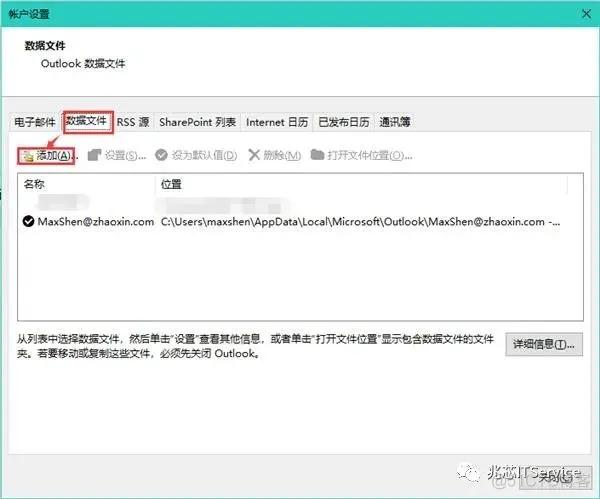 帐户设置
数据文件
Outlook 数据文件
电子邮件 数据文件 RSS 源 SharePoint 列表 Internet 日历 已发布日历 通讯簿
添加(A)... 设置(S)... 设为默认值(D) 删除(M) 打开文件位置(O)...
名称 位置
MaxShen@zhaoxin.com C:\Users\maxshen\AppData\Local\Microsoft\Outlook\MaxShen@zhaoxin.com -...
从列表中选择数据文件，然后单击"设置"查看其他信息，或者单击"打开文件位置"显示包含数据文件的文件
夹。若要移动或复制这些文件，必须先关闭 Outlook。
详细信息(T)...
兆芯ITService
关闭(C)